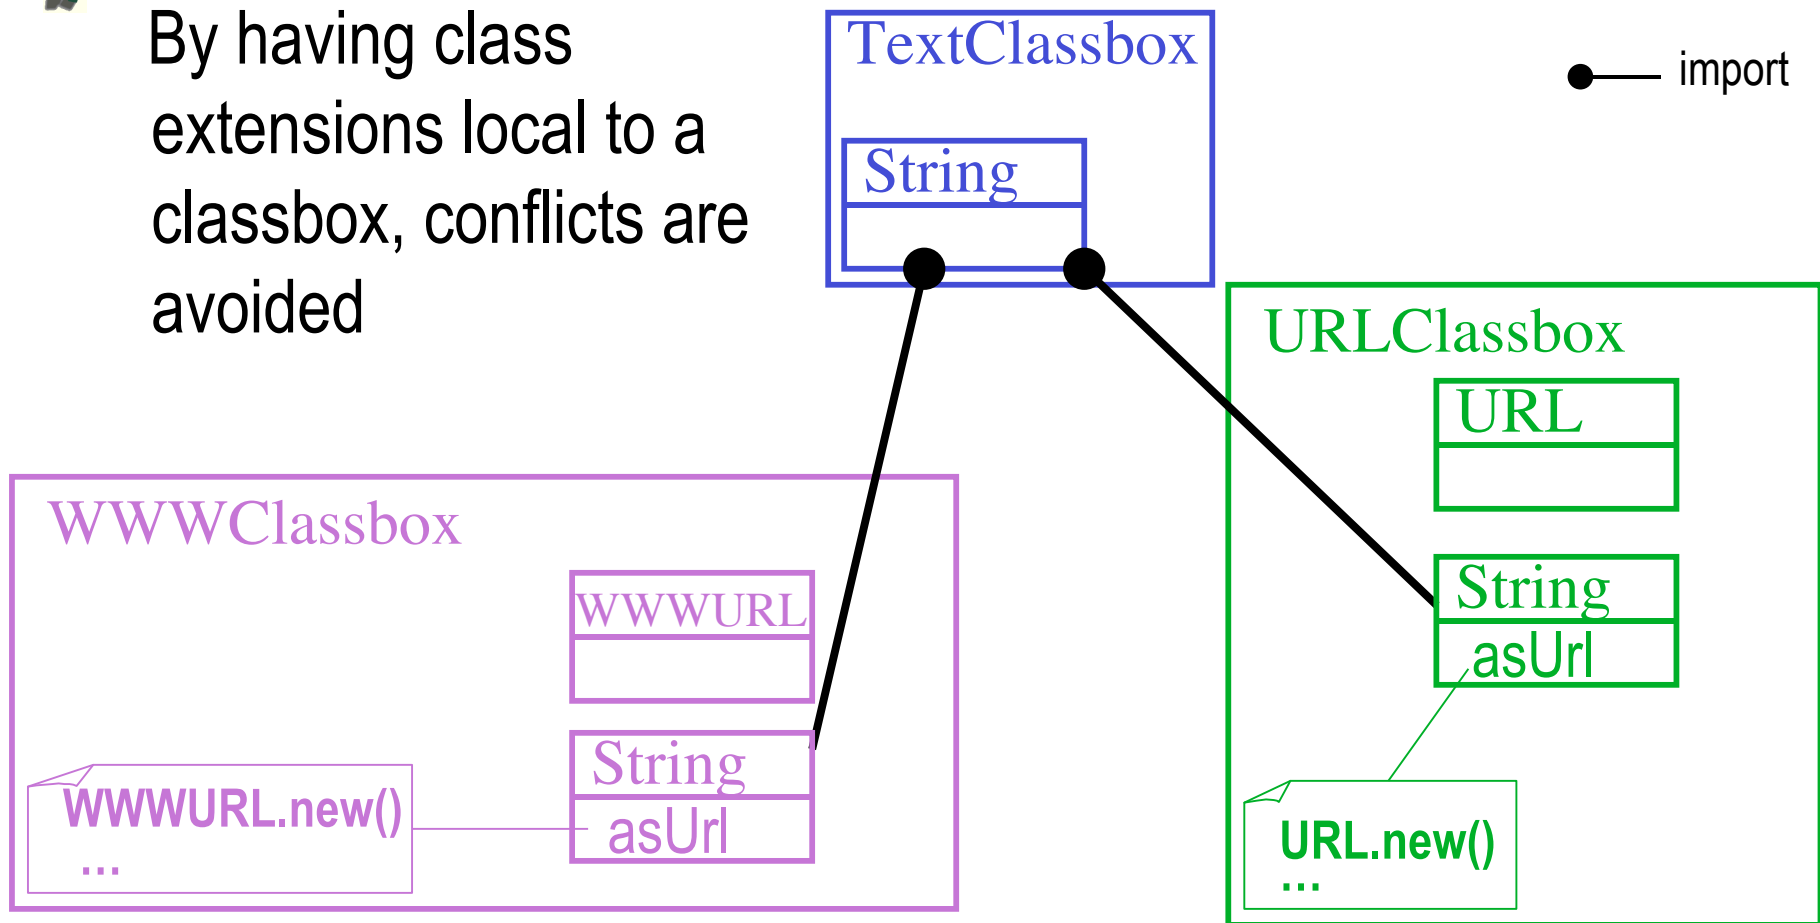 By having class
extensions local to a
classbox, conflicts are
avoided
TextClassbox
String
import
URLClassbox
URL
String
asUrl
URL.new()
...
WWWClassbox
WWWURL
String
asUrl
WWWURL.new()
...